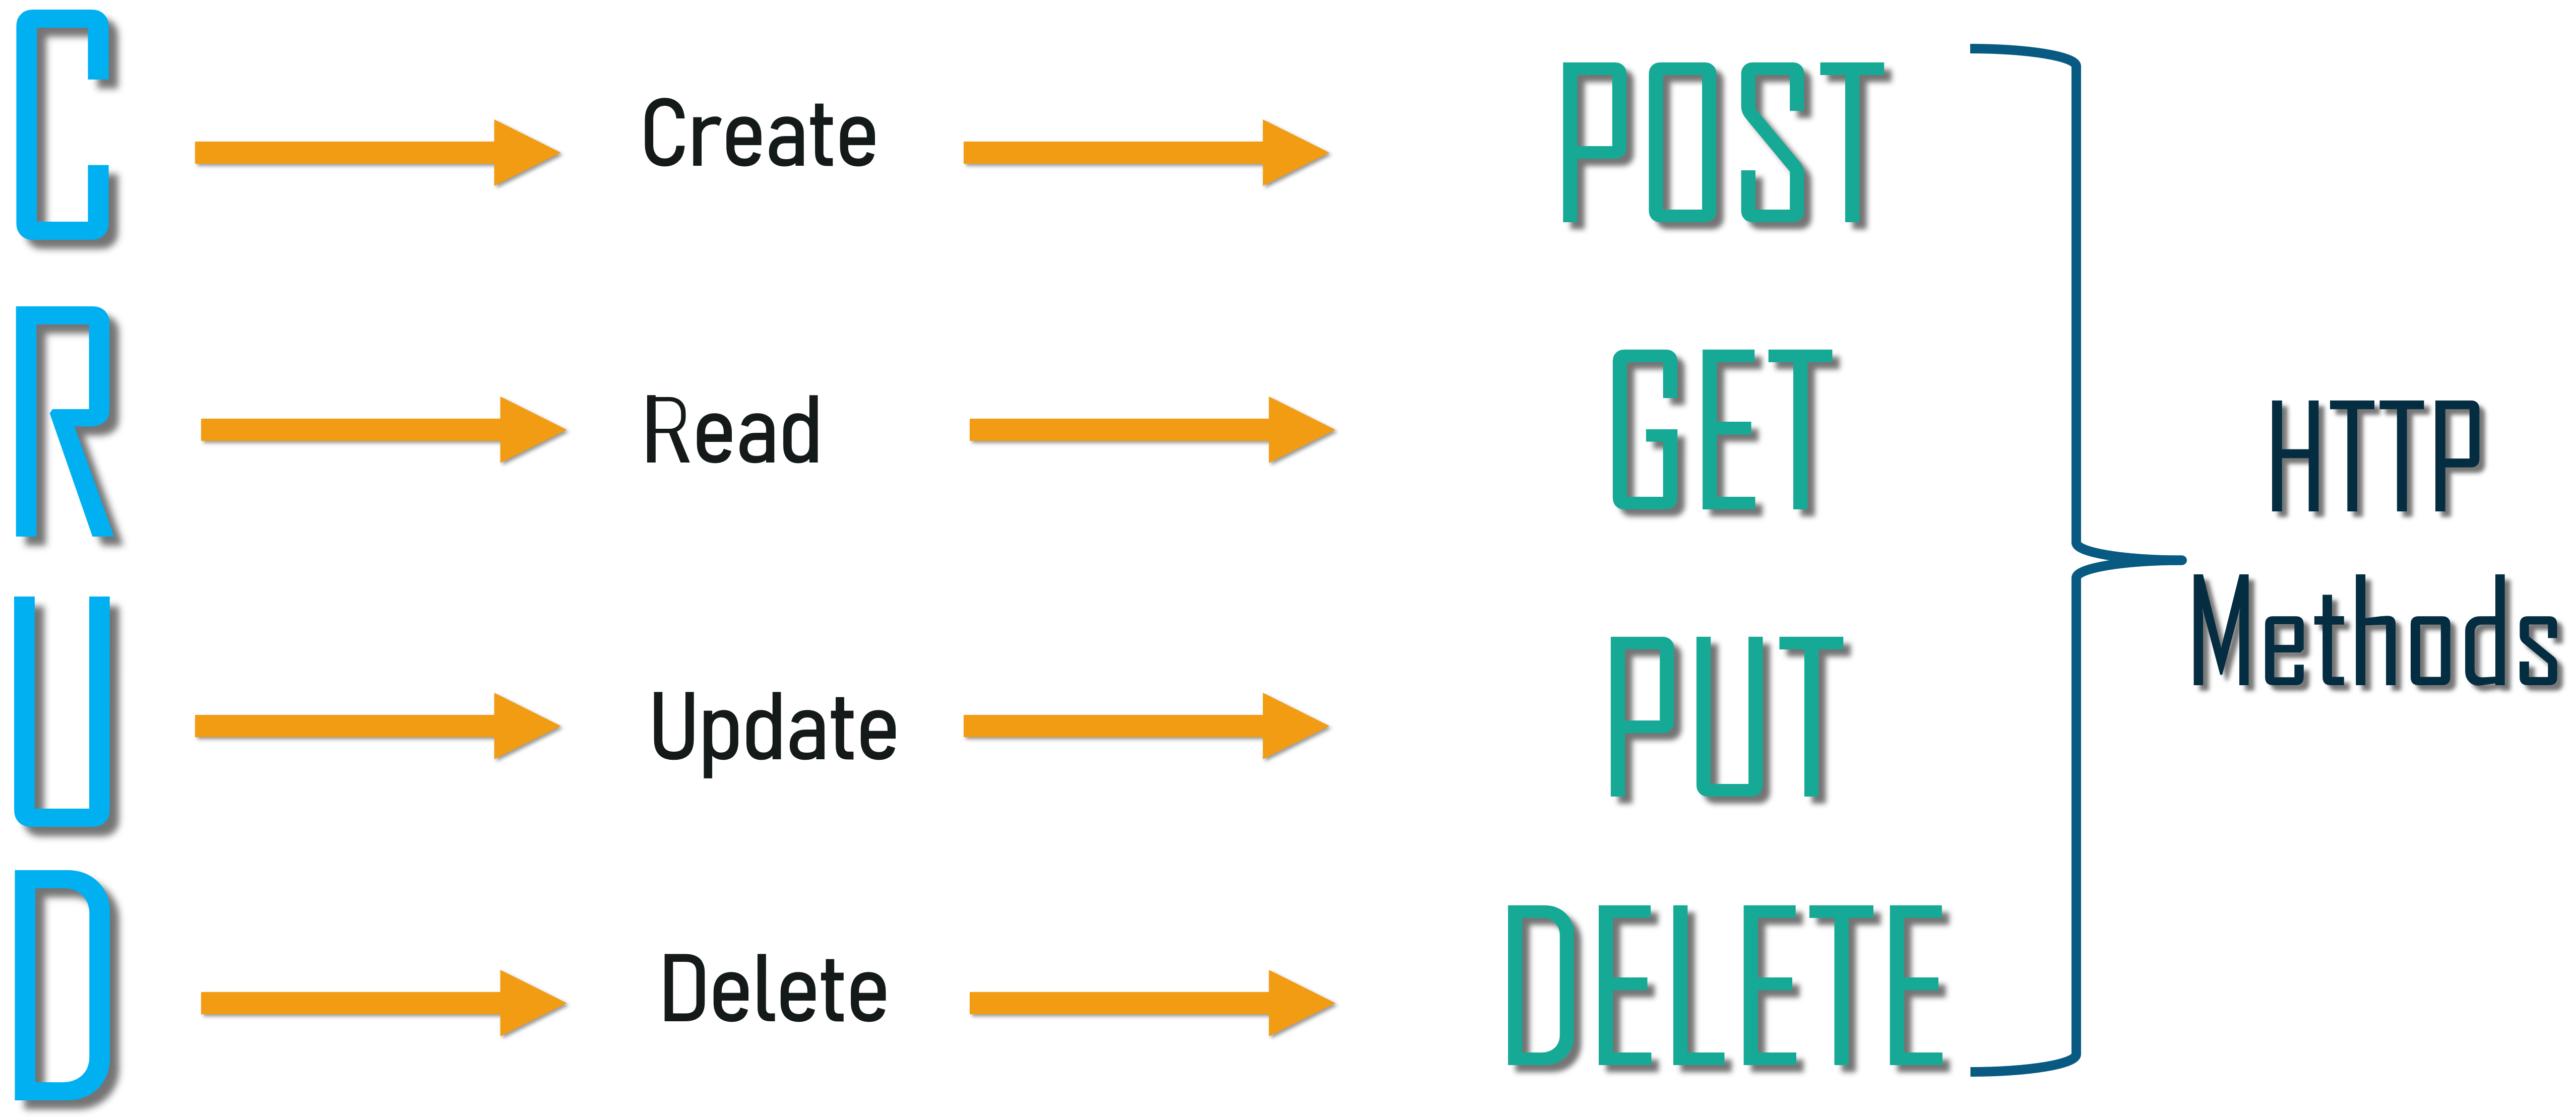 C Create POST
R Read GET
U Update PUT
D Delete DELETE
HTTP
Methods